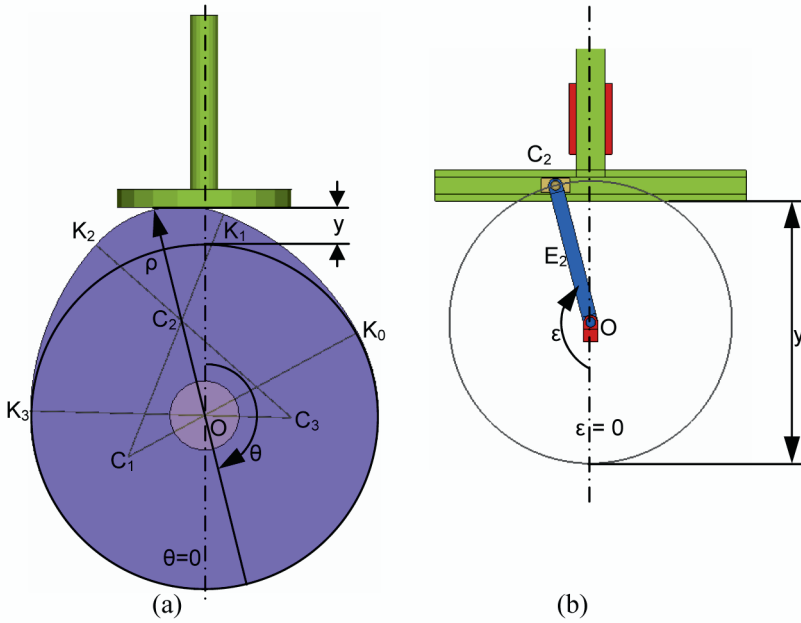 K₂
K₁
y
ρ
C₂
K₀
K₃
O
C₃
C₁
θ
θ=0
(a)
C₂
E₂
ε
O
y
ε = 0
(b)